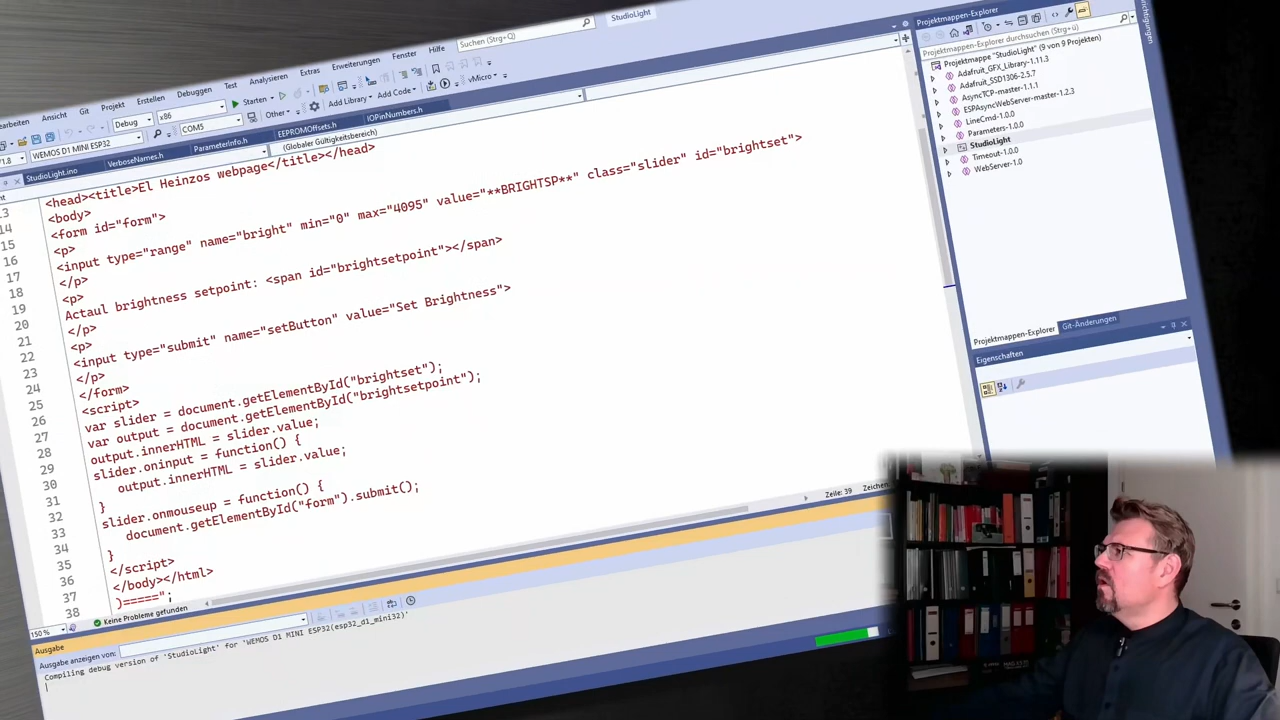 StudioLight
Suchen (Strg+Q)
Ansicht Git Projekt Erstellen Debuggen Test Analysieren Extras Erweiterungen Fenster Hilfe
Debug x86 Starten
WEMOS D1 MINI ESP32 COM5 Other Add Library Add Code vMicro
StudioLight.ino VerboseNames.h ParameterInfo.h EEPROMOffsets.h IOPinNumbers.h
(Globaler Gültigkeitsbereich)
13 <head><title>El Heinzos webpage</title></head>
14 <body>
15 <form id="form">
16 <p>
17 <input type="range" name="bright" min="0" max="4095" value="**BRIGHTSP**" class="slider" id="brightset">
18 </p>
19 <p>
20 Actaul brightness setpoint: <span id="brightsetpoint"></span>
21 </p>
22 <p>
23 <input type="submit" name="setButton" value="Set Brightness">
24 </p>
25 </form>
26 <script>
27 var slider = document.getElementById("brightset");
28 var output = document.getElementById("brightsetpoint");
29 output.innerHTML = slider.value;
30 slider.oninput = function() {
31 output.innerHTML = slider.value;
32 }
33 slider.onmouseup = function() {
34 document.getElementById("form").submit();
35 }
36 </script>
37 </body></html>
38 )=====";
150 % Keine Probleme gefunden
Zeile: 39 Zeichen
Ausgabe
Ausgabe anzeigen von:
Compiling debug version of 'StudioLight' for 'WEMOS D1 MINI ESP32(esp32_d1_mini32)'
Projektmappen-Explorer
Projektmappen-Explorer durchsuchen (Strg+ü)
Projektmappe "StudioLight" (9 von 9 Projekten)
Adafruit_GFX_Library-1.11.3
Adafruit_SSD1306-2.5.7
AsyncTCP-master-1.1.1
ESPAsyncWebServer-master-1.2.3
LineCmd-1.0.0
Parameters-1.0.0
StudioLight
Timeout-1.0.0
WebServer-1.0
Projektmappen-Explorer Git-Änderungen
Eigenschaften